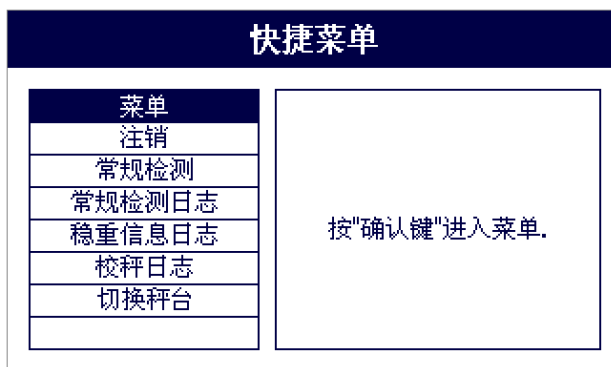 快捷菜单
菜单
注销
常规检测
常规检测日志
稳重信息日志
校秤日志
切换秤台
按"确认键"进入菜单.